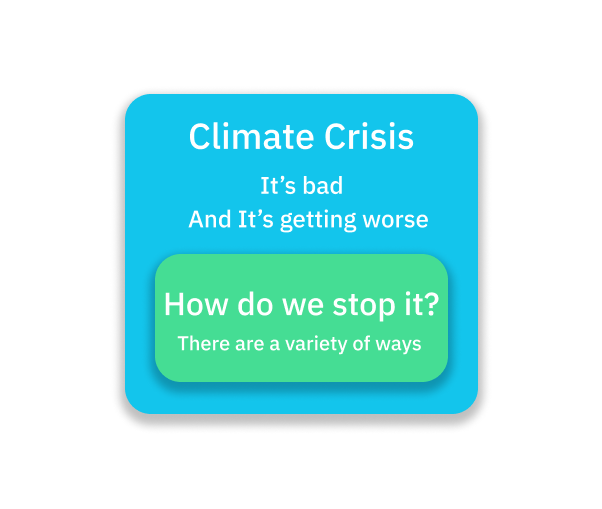 Climate Crisis
It’s bad
And It’s getting worse
How do we stop it?
There are a variety of ways